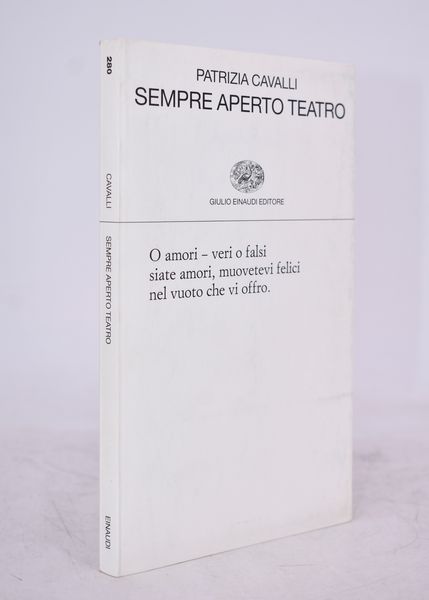 280
CAVALLI
SEMPRE APERTO TEATRO
EINAUDI
PATRIZIA CAVALLI
SEMPRE APERTO TEATRO
GIULIO EINAUDI EDITORE
O amori – veri o falsi
siate amori, muovetevi felici
nel vuoto che vi offro.